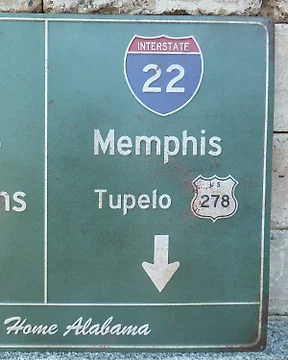 INTERSTATE
22
Memphis
Tupelo
US
278
ns
Home Alabama